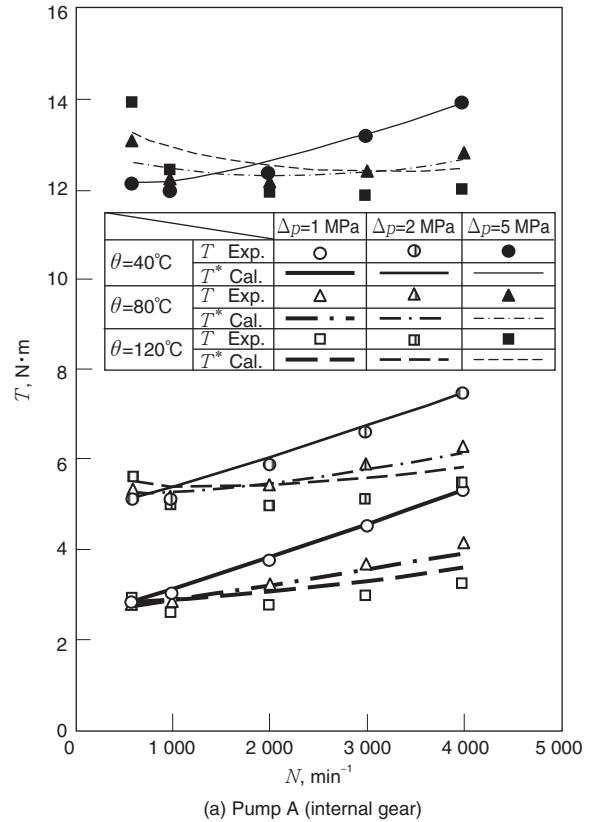 16
14
12
10
8
6
4
2
0
T, N·m
Δp=1 MPa Δp=2 MPa Δp=5 MPa
θ=40℃ T Exp.
T* Cal.
θ=80℃ T Exp.
T* Cal.
θ=120℃ T Exp.
T* Cal.
0 1 000 2 000 3 000 4 000 5 000
N, min⁻¹
(a) Pump A (internal gear)